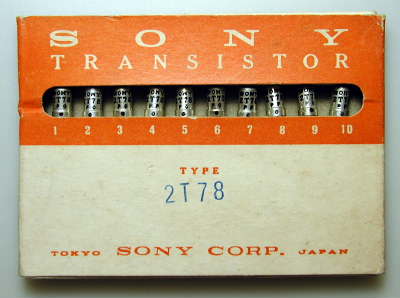 SONY
TRANSISTOR
1 2 3 4 5 6 7 8 9 10
TYPE
2T78
TOKYO SONY CORP. JAPAN